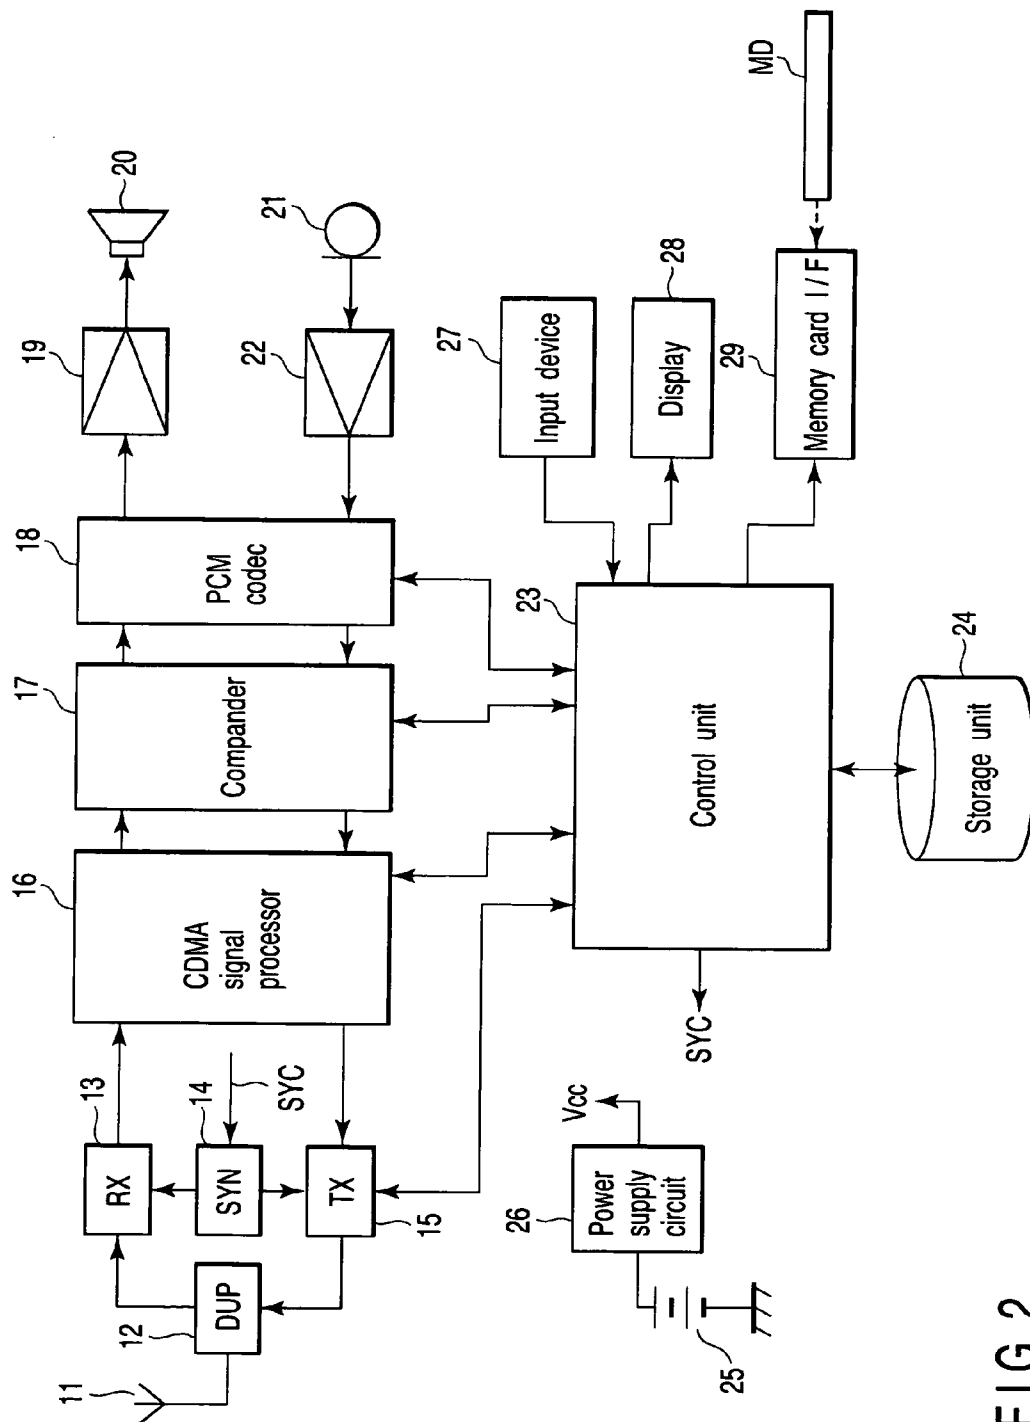 11
12
DUP
13
RX
14
SYN
SYC
TX
15
16
CDMA
signal
processor
17
Compander
18
PCM
codec
19
20
21
22
23
Control unit
SYC
24
Storage unit
25
26
Power
supply
circuit
Vcc
27
Input device
28
Display
29
Memory card I/F
MD
FIG. 2